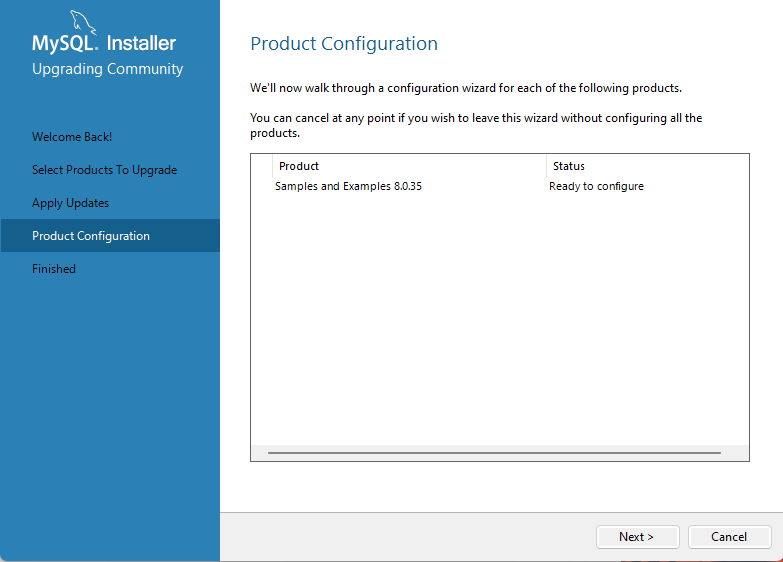 MySQL. Installer
Upgrading Community
Welcome Back!
Select Products To Upgrade
Apply Updates
Product Configuration
Finished
Product Configuration
We'll now walk through a configuration wizard for each of the following products.
You can cancel at any point if you wish to leave this wizard without configuring all the
products.
Product Status
Samples and Examples 8.0.35 Ready to configure
Next > Cancel